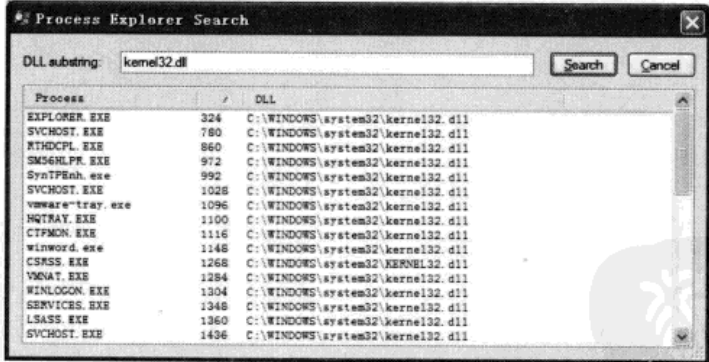 Process Explorer Search
DLL substring: kernel32.dll Search Cancel
Process / DLL
EXPLORER.EXE 324 C:\WINDOWS\system32\kernel32.dll
SVCHOST.EXE 780 C:\WINDOWS\system32\kernel32.dll
RTHDCPL.EXE 860 C:\WINDOWS\system32\kernel32.dll
SM56HLPR.EXE 972 C:\WINDOWS\system32\kernel32.dll
SynTPEnh.exe 992 C:\WINDOWS\system32\kernel32.dll
SVCHOST.EXE 1028 C:\WINDOWS\system32\kernel32.dll
vmware-tray.exe 1096 C:\WINDOWS\system32\kernel32.dll
HQTRAY.EXE 1100 C:\WINDOWS\system32\kernel32.dll
CTFMON.EXE 1116 C:\WINDOWS\system32\kernel32.dll
winword.exe 1148 C:\WINDOWS\system32\kernel32.dll
CSRSS.EXE 1268 C:\WINDOWS\system32\KERNEL32.dll
VMNAT.EXE 1284 C:\WINDOWS\system32\kernel32.dll
WINLOGON.EXE 1304 C:\WINDOWS\system32\kernel32.dll
SERVICES.EXE 1348 C:\WINDOWS\system32\kernel32.dll
LSASS.EXE 1360 C:\WINDOWS\system32\kernel32.dll
SVCHOST.EXE 1436 C:\WINDOWS\system32\kernel32.dll